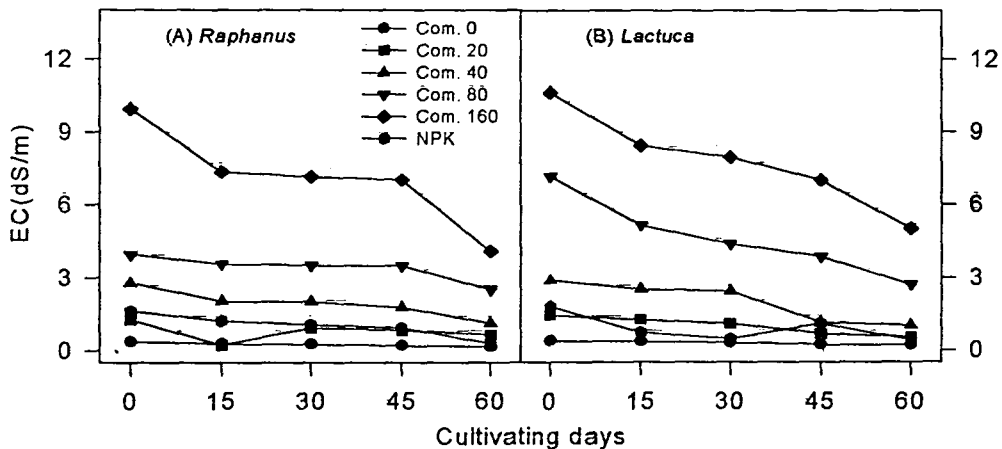 (A) Raphanus
Com. 0
Com. 20
Com. 40
Com. 80
Com. 160
NPK
(B) Lactuca
EC(dS/m)
12
9
6
3
0
12
9
6
3
0
0 15 30 45 60
0 15 30 45 60
Cultivating days